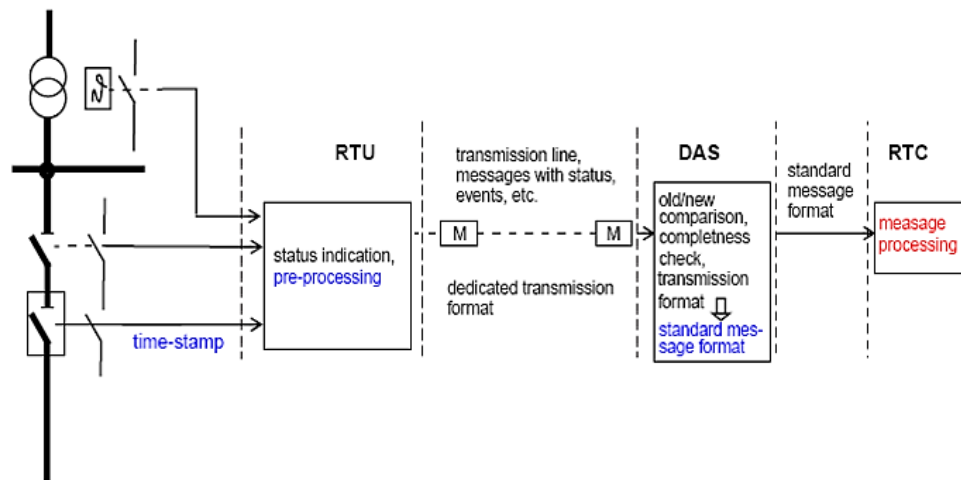 RTU
transmission line,
messages with status,
events, etc.
DAS
standard
message
format
RTC
old/new
comparison,
completness
check,
transmission
format
standard mes-
sage format
measage
processing
status indication,
pre-processing
M
M
dedicated transmission
format
time-stamp